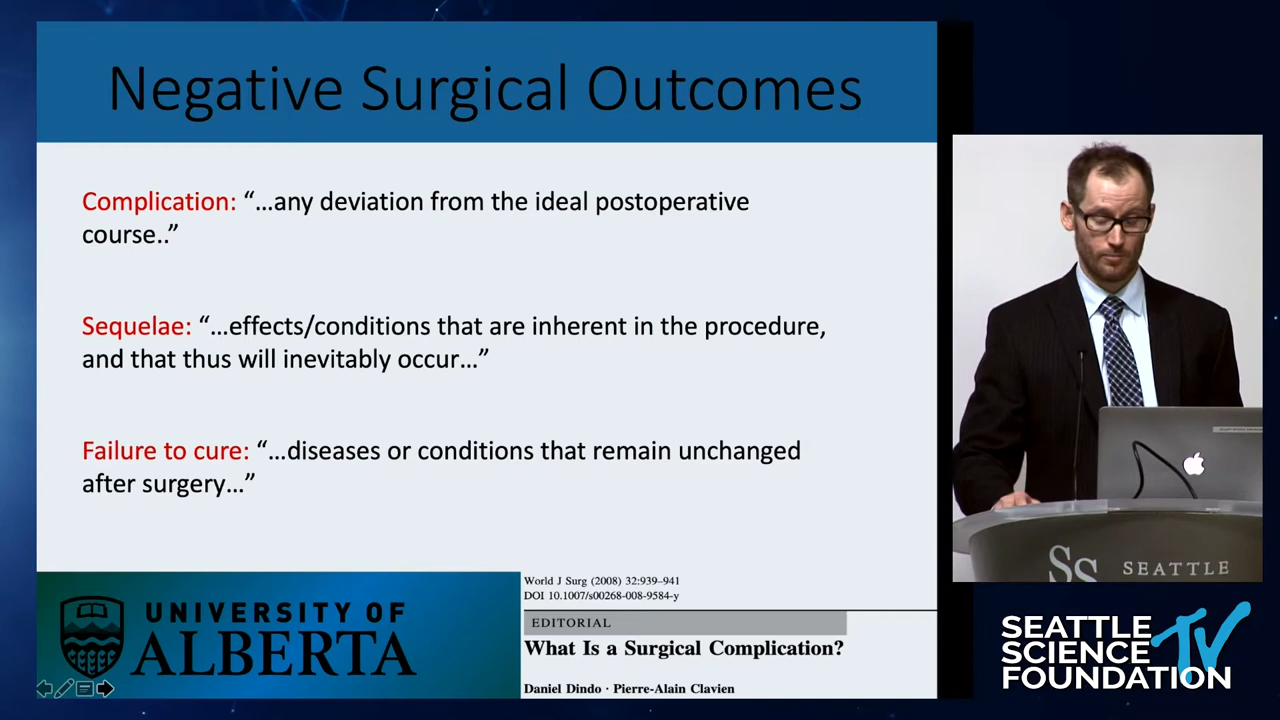 Negative Surgical Outcomes
Complication: “...any deviation from the ideal postoperative
course..”
Sequelae: “...effects/conditions that are inherent in the procedure,
and that thus will inevitably occur...”
Failure to cure: “...diseases or conditions that remain unchanged
after surgery...”
UNIVERSITY OF
ALBERTA
World J Surg (2008) 32:939–941
DOI 10.1007/s00268-008-9584-y
EDITORIAL
What Is a Surgical Complication?
Daniel Dindo · Pierre-Alain Clavien
SS SEATTLE
SEATTLE
SCIENCE
FOUNDATION
TV